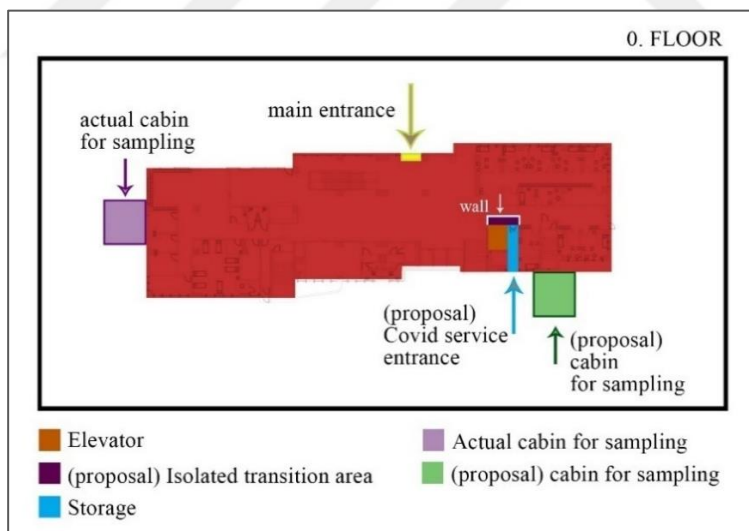 0. FLOOR
main entrance
actual cabin
for sampling
wall
(proposal)
Covid service
entrance
(proposal)
cabin
for sampling
Elevator
(proposal) Isolated transition area
Storage
Actual cabin for sampling
(proposal) cabin for sampling